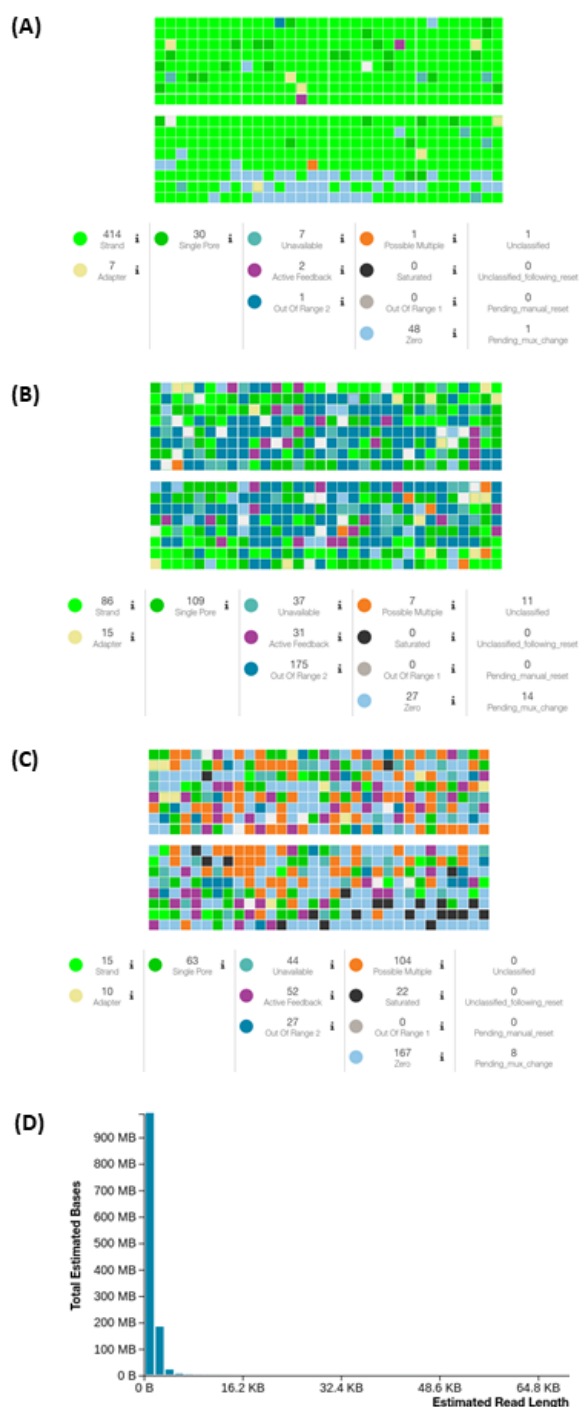 (A)
414 30 7 1 1
Strand i Single Pore i Unavailable i Possible Multiple i Unclassified
7 2 0 0
Adapter i Active Feedback i Saturated i Unclassified_following_reset
1 0 0
Out Of Range 2 i Out Of Range 1 i Pending_manual_reset
48 1
Zero i Pending_mux_change
(B)
86 109 37 7 11
Strand i Single Pore i Unavailable i Possible Multiple i Unclassified
15 31 0 0
Adapter i Active Feedback i Saturated i Unclassified_following_reset
175 0 0
Out Of Range 2 i Out Of Range 1 i Pending_manual_reset
27 14
Zero i Pending_mux_change
(C)
15 63 44 104 0
Strand i Single Pore i Unavailable i Possible Multiple i Unclassified
10 52 22 0
Adapter i Active Feedback i Saturated i Unclassified_following_reset
27 0 0
Out Of Range 2 i Out Of Range 1 i Pending_manual_reset
167 8
Zero i Pending_mux_change
(D)
Total Estimated Bases
900 MB
800 MB
700 MB
600 MB
500 MB
400 MB
300 MB
200 MB
100 MB
0 B
0 B 16.2 KB 32.4 KB 48.6 KB 64.8 KB
Estimated Read Length